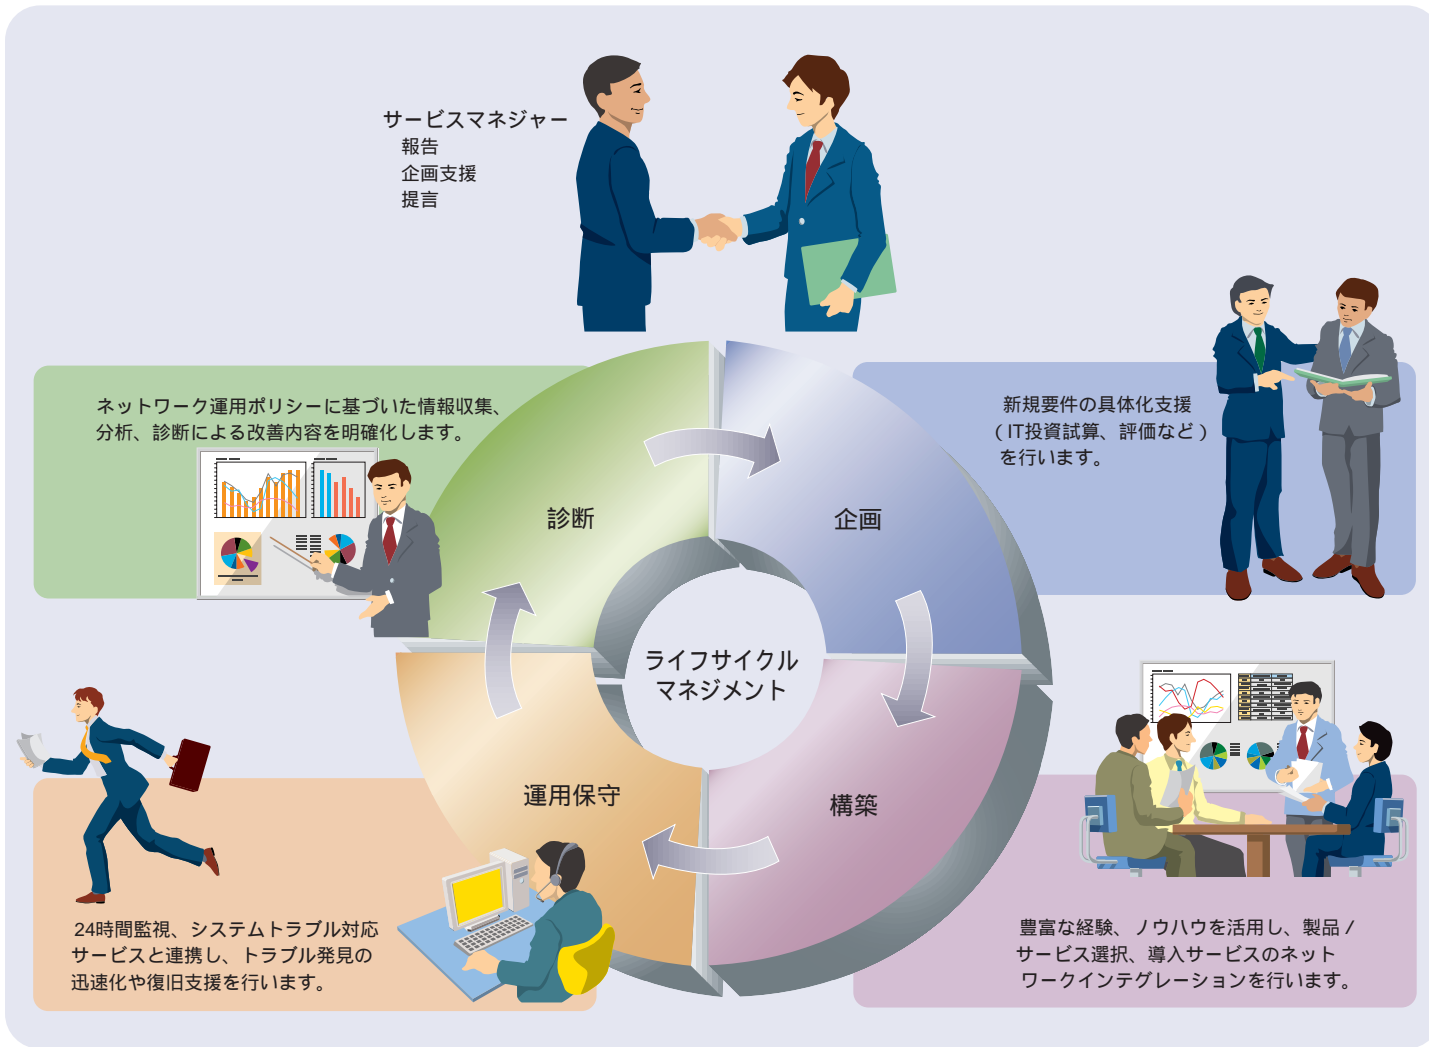 サービスマネジャー
報告
企画支援
提言
ネットワーク運用ポリシーに基づいた情報収集、
分析、診断による改善内容を明確化します。
新規要件の具体化支援
(IT投資試算、評価など)
を行います。
診断
企画
ライフサイクル
マネジメント
運用保守
構築
24時間監視、システムトラブル対応
サービスと連携し、トラブル発見の
迅速化や復旧支援を行います。
豊富な経験、ノウハウを活用し、製品/
サービス選択、導入サービスのネット
ワークインテグレーションを行います。